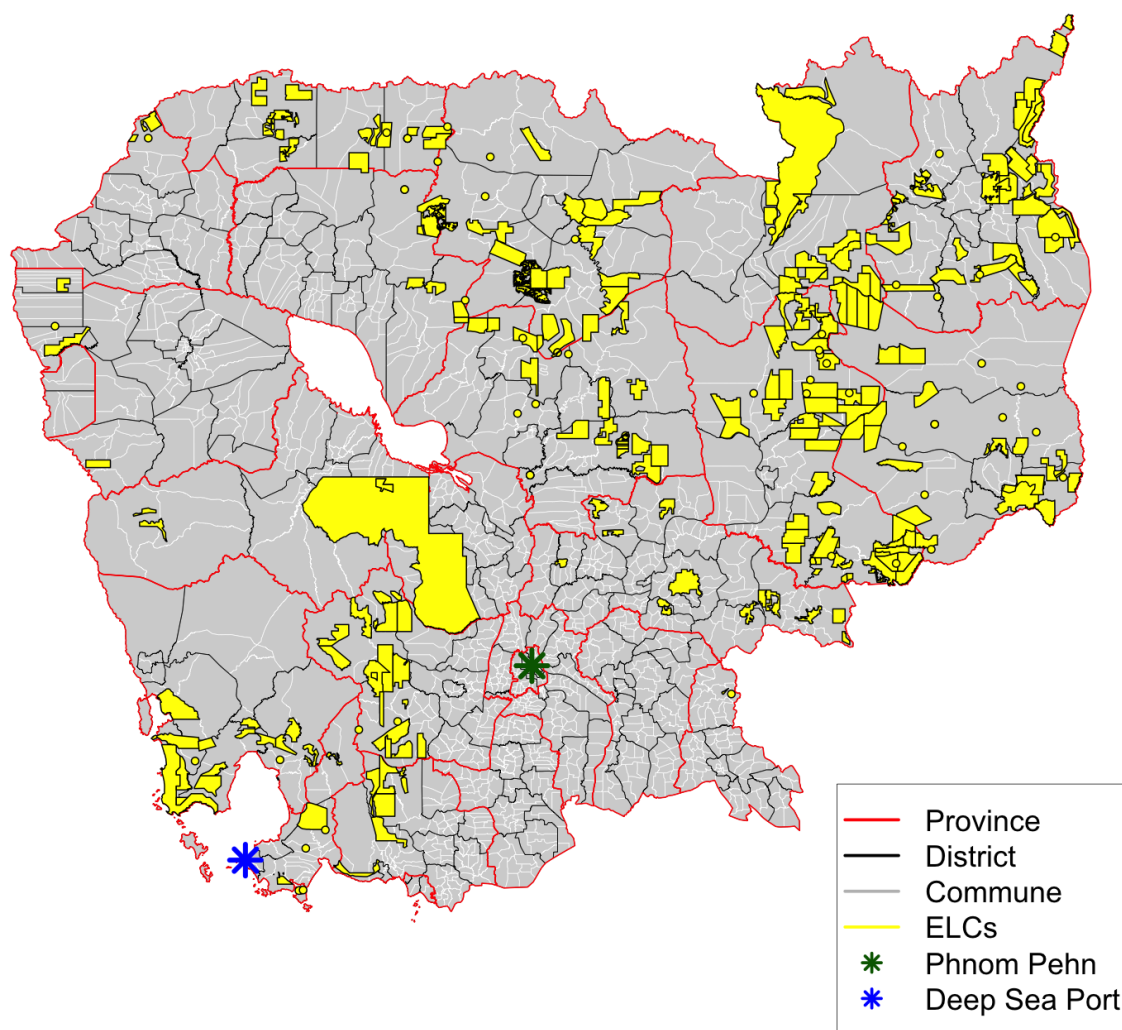 Province
District
Commune
ELCs
Phnom Pehn
Deep Sea Port